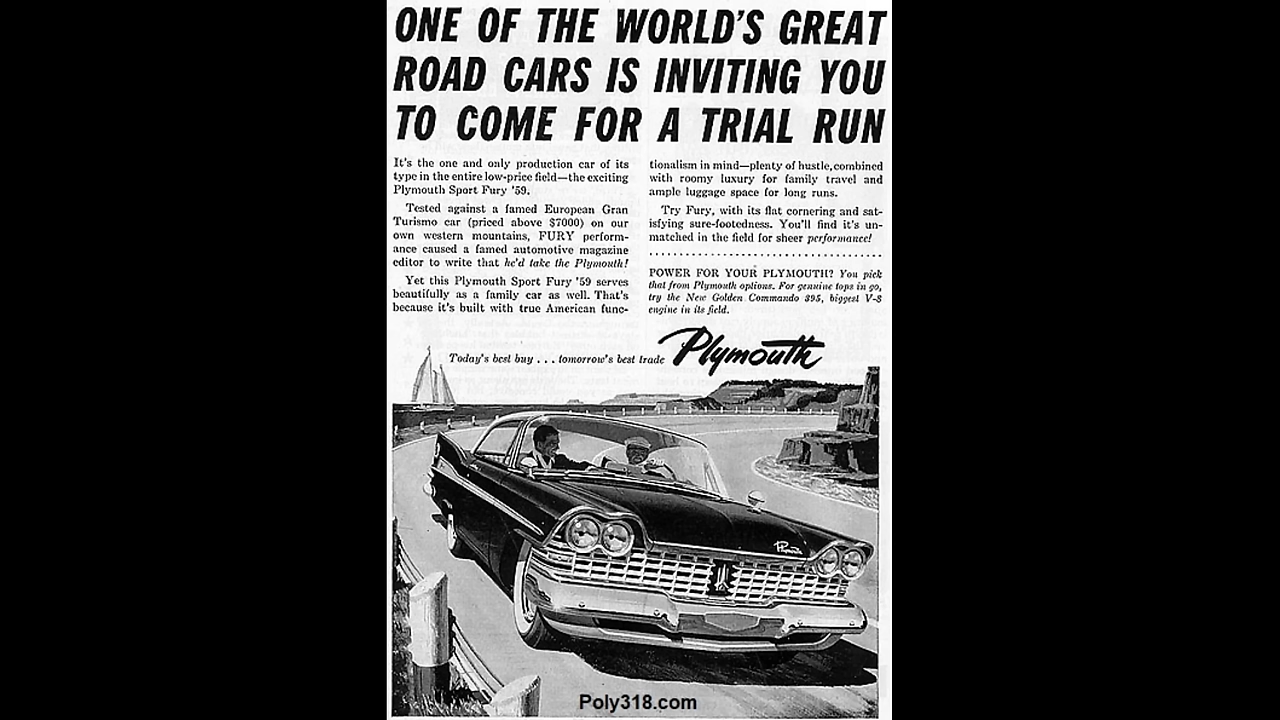 ONE OF THE WORLD'S GREAT
ROAD CARS IS INVITING YOU
TO COME FOR A TRIAL RUN
It's the one and only production car of its
type in the entire low-price field—the exciting
Plymouth Sport Fury '59.
Tested against a famed European Gran
Turismo car (priced above $7000) on our
own western mountains, FURY perform-
ance caused a famed automotive magazine
editor to write that he'd take the Plymouth!
Yet this Plymouth Sport Fury '59 serves
beautifully as a family car as well. That's
because it's built with true American func-
tionalism in mind—plenty of hustle, combined
with roomy luxury for family travel and
ample luggage space for long runs.
Try Fury, with its flat cornering and sat-
isfying sure-footedness. You'll find it's un-
matched in the field for sheer performance!
POWER FOR YOUR PLYMOUTH? You pick
that from Plymouth options. For genuine tops in go,
try the New Golden Commando 395, biggest V-8
engine in its field.
Today's best buy . . . tomorrow's best trade Plymouth
Plymouth
Poly318.com